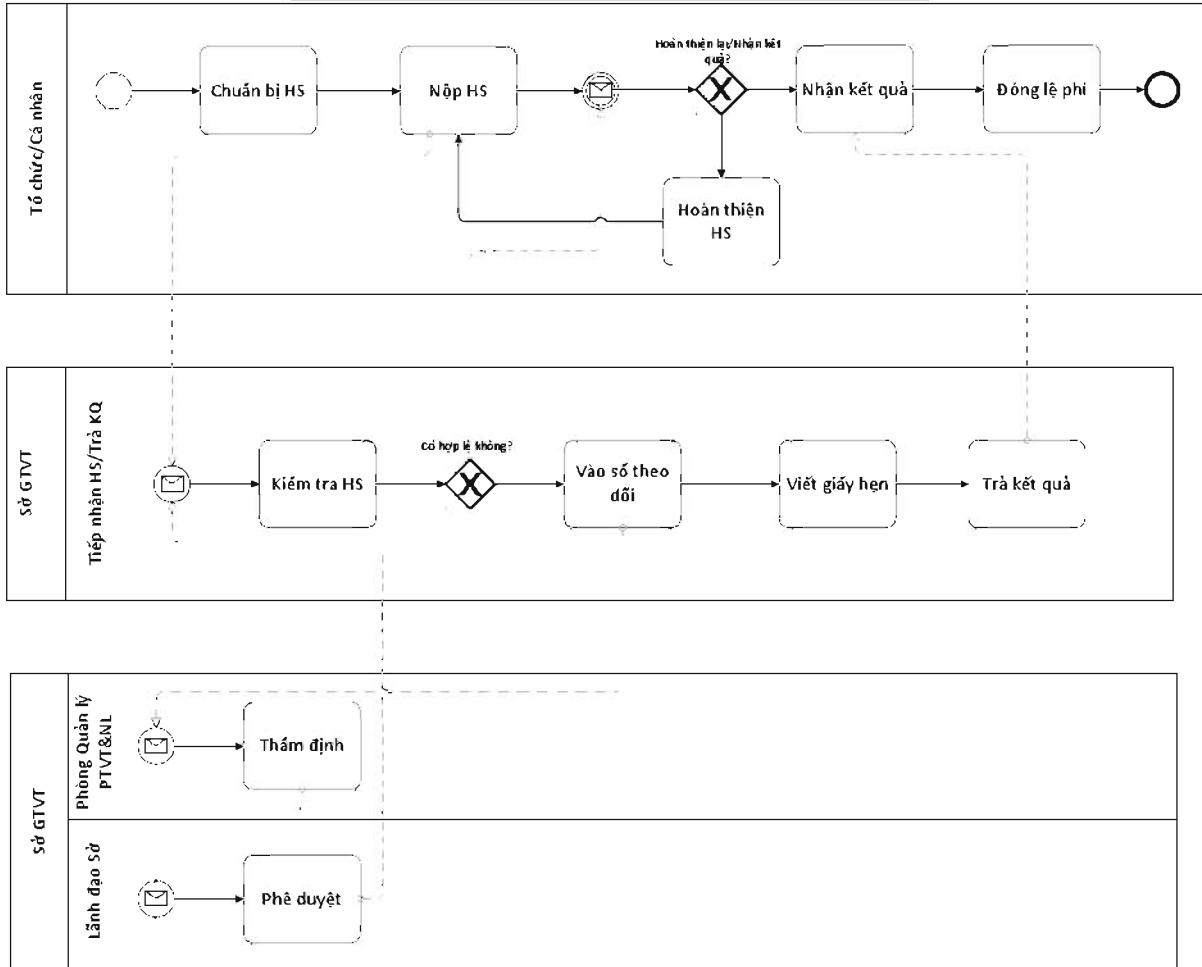 Tổ chức/Cá nhân
Chuẩn bị HS
Nộp HS
Hoàn thiện lại/Nhận kết
quả?
Nhận kết quả
Đóng lệ phí
Hoàn thiện
HS
Sở GTVT
Tiếp nhận HS/Trả KQ
Kiểm tra HS
Có hợp lệ không?
Vào sổ theo
dõi
Viết giấy hẹn
Trả kết quả
Sở GTVT
Phòng Quản lý
PTVT&NL
Thẩm định
Lãnh đạo Sở
Phê duyệt